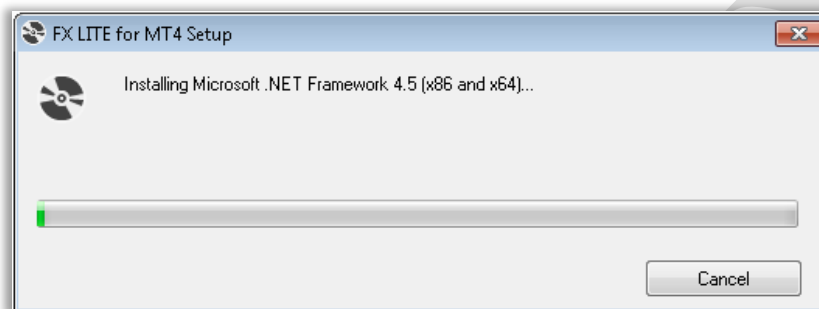 FX LITE for MT4 Setup
Installing Microsoft .NET Framework 4.5 (x86 and x64)...
Cancel